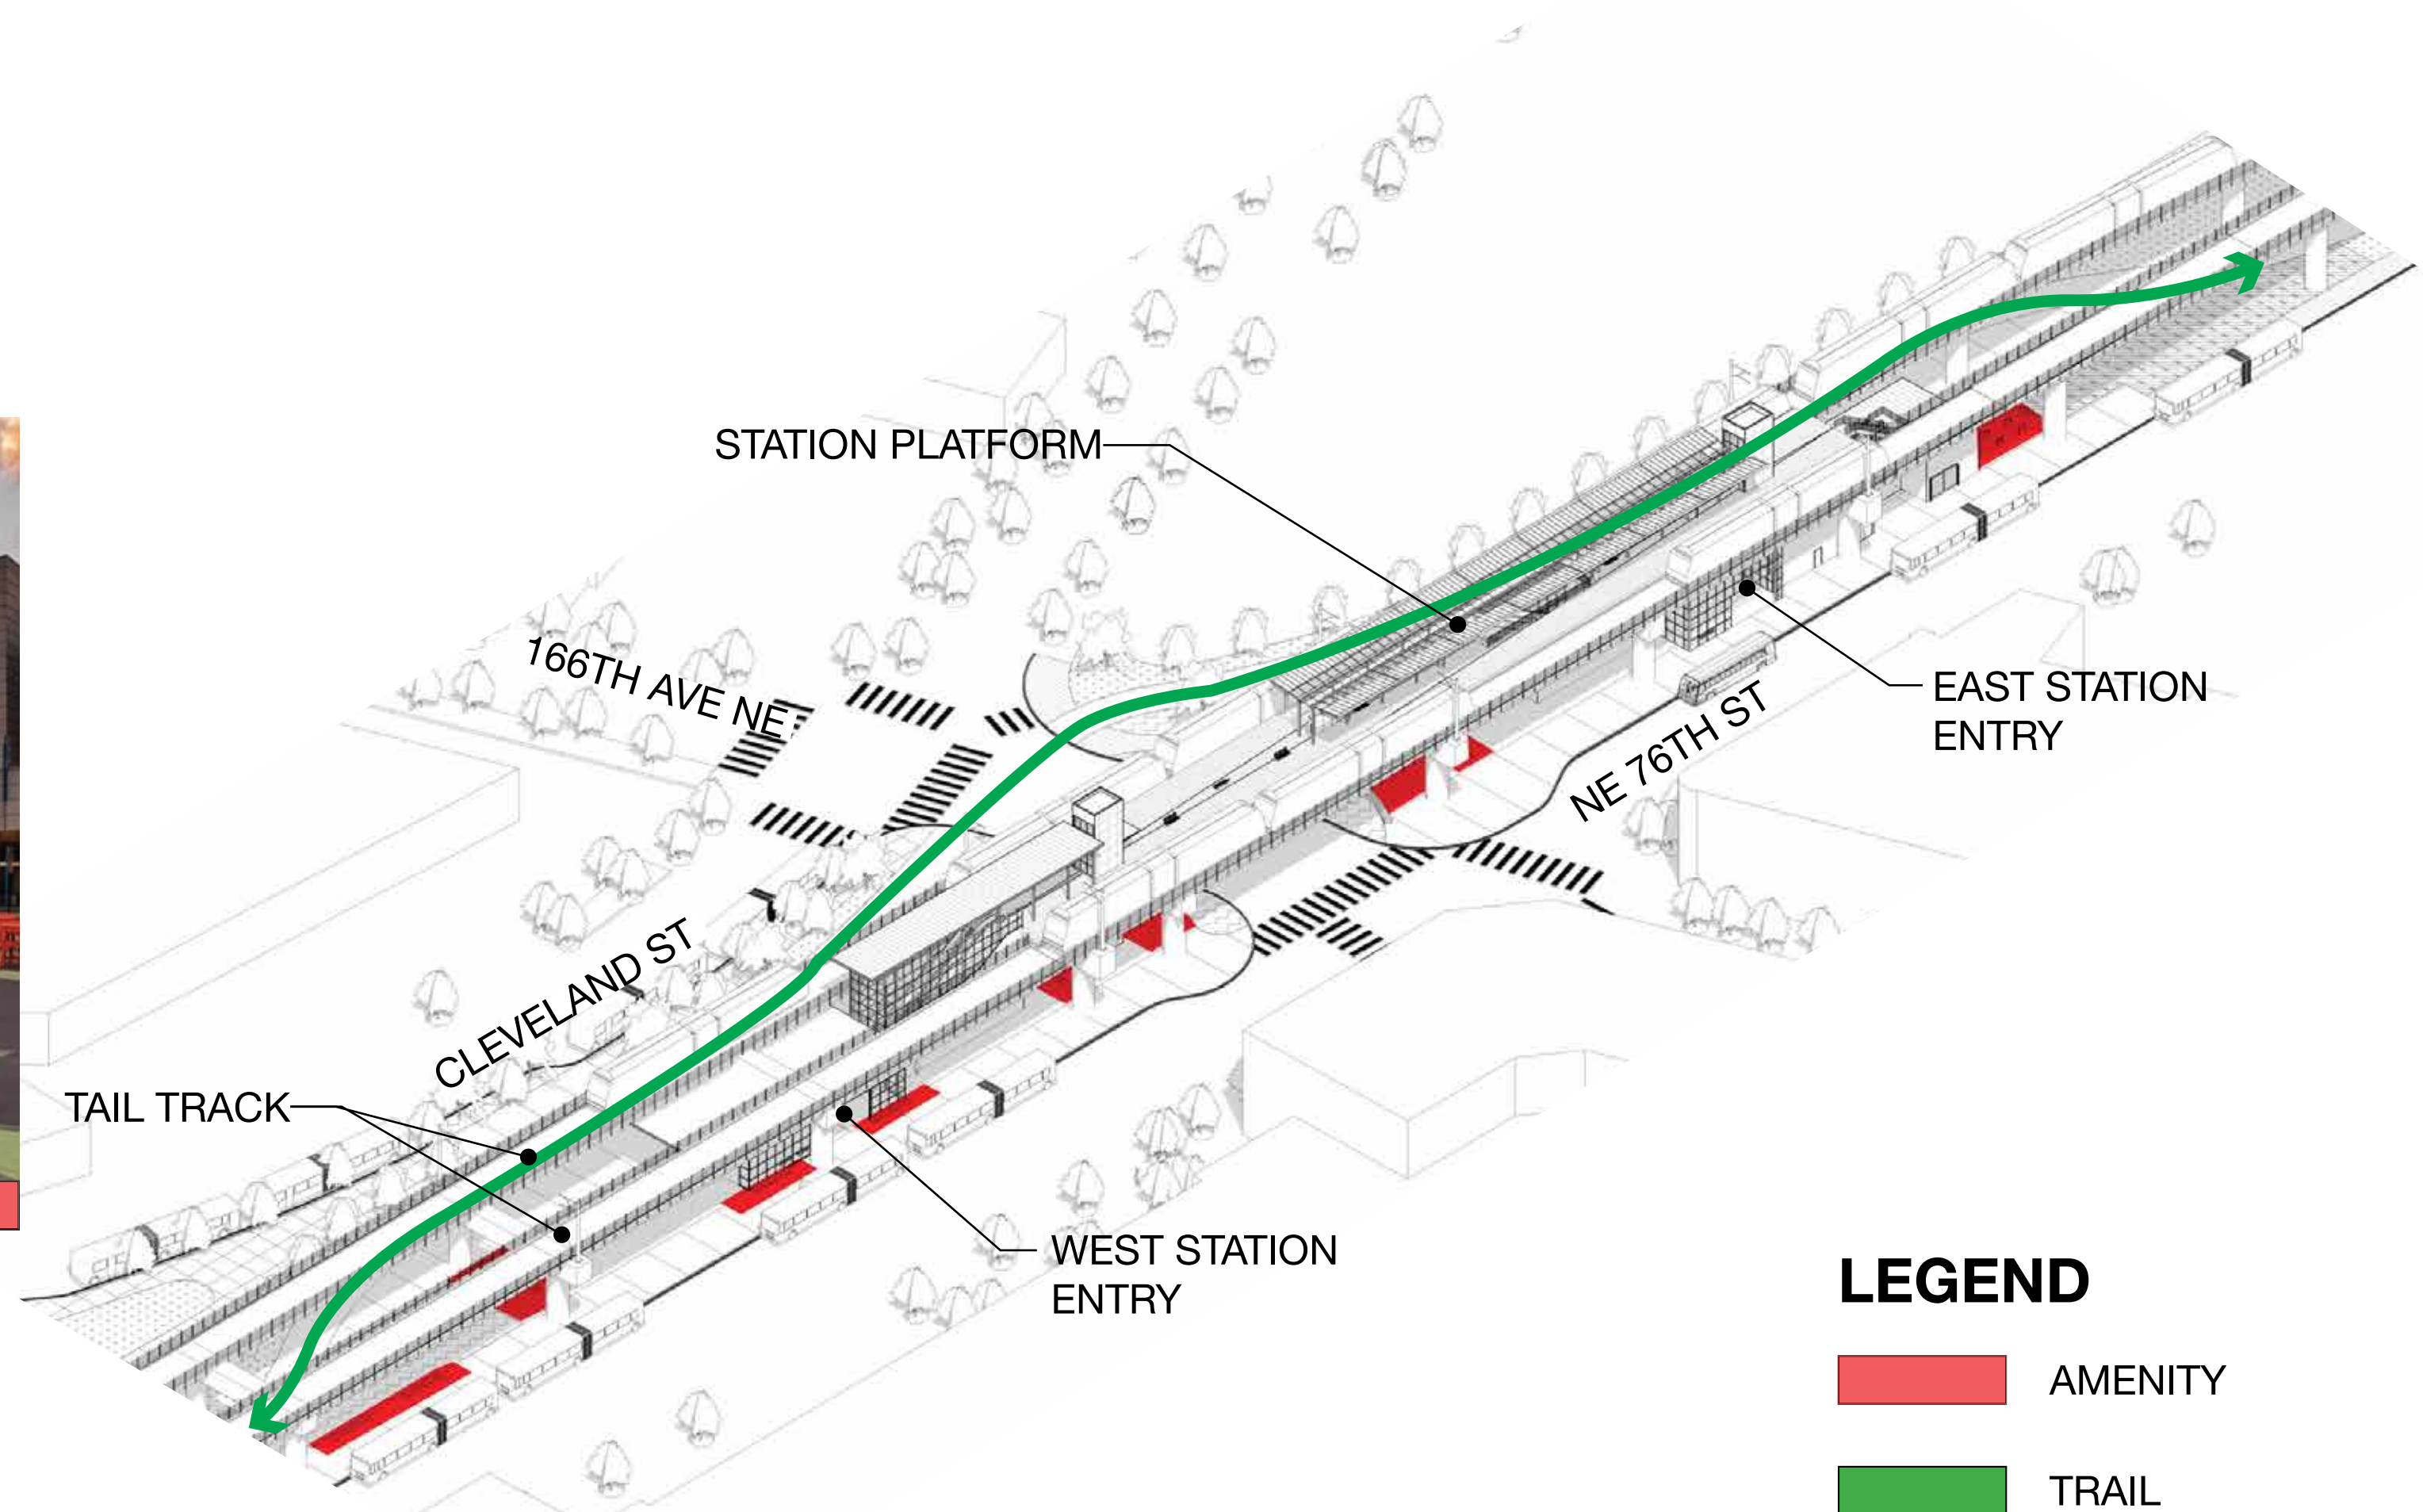 STATION PLATFORM
166TH AVE NE
EAST STATION
ENTRY
NE 76TH ST
CLEVELAND ST
TAIL TRACK
WEST STATION
ENTRY
LEGEND
AMENITY
TRAIL